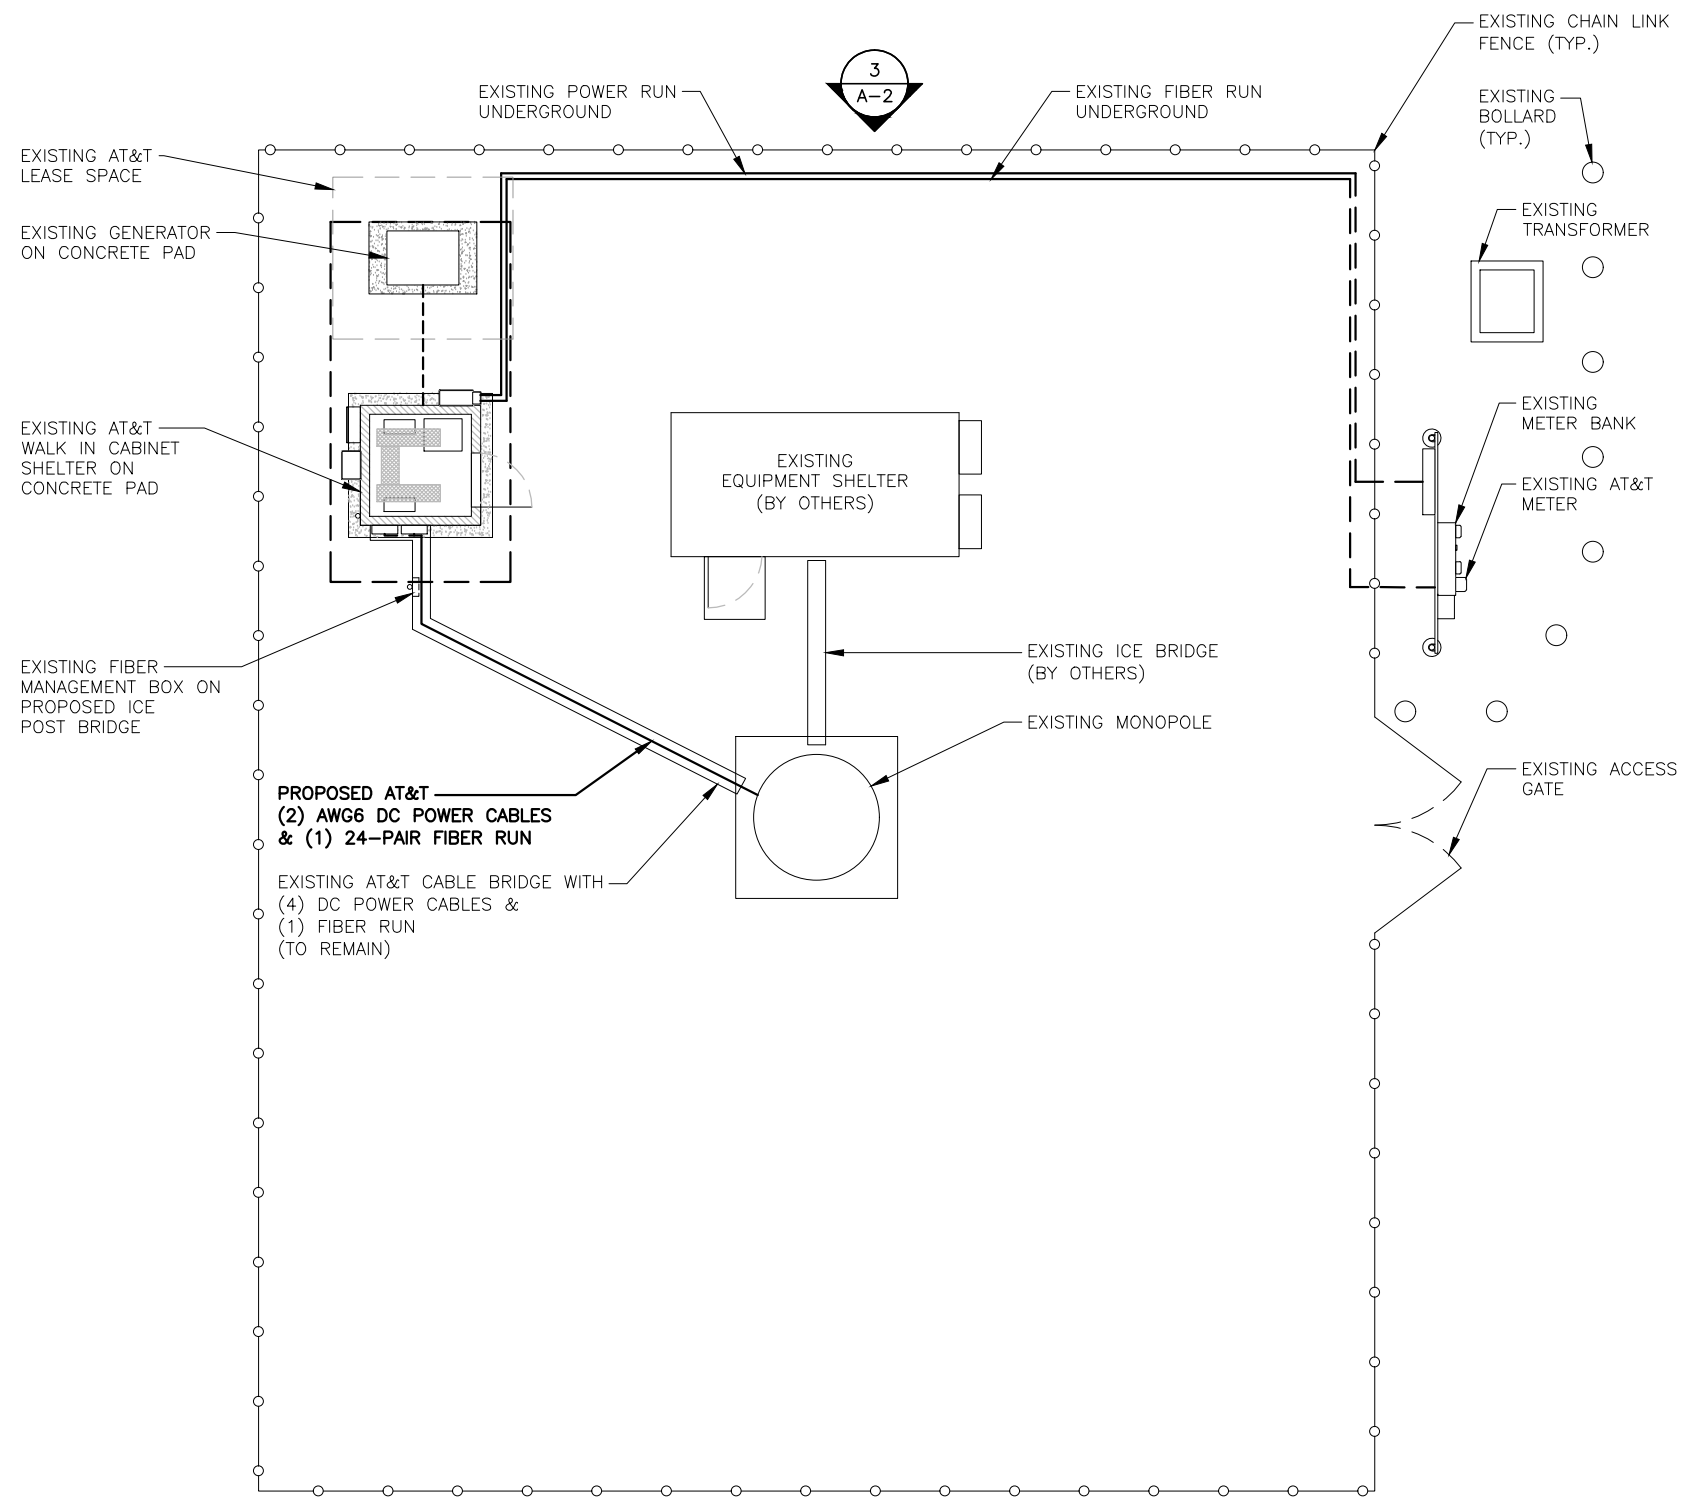 EXISTING CHAIN LINK
FENCE (TYP.)
3
A-2
EXISTING POWER RUN
UNDERGROUND
EXISTING FIBER RUN
UNDERGROUND
EXISTING
BOLLARD
(TYP.)
EXISTING AT&T
LEASE SPACE
EXISTING
TRANSFORMER
EXISTING GENERATOR
ON CONCRETE PAD
EXISTING
METER BANK
EXISTING AT&T
WALK IN CABINET
SHELTER ON
CONCRETE PAD
EXISTING
EQUIPMENT SHELTER
(BY OTHERS)
EXISTING AT&T
METER
EXISTING FIBER
MANAGEMENT BOX ON
PROPOSED ICE
POST BRIDGE
EXISTING ICE BRIDGE
(BY OTHERS)
EXISTING MONOPOLE
EXISTING ACCESS
GATE
PROPOSED AT&T
(2) AWG6 DC POWER CABLES
& (1) 24-PAIR FIBER RUN
EXISTING AT&T CABLE BRIDGE WITH
(4) DC POWER CABLES &
(1) FIBER RUN
(TO REMAIN)